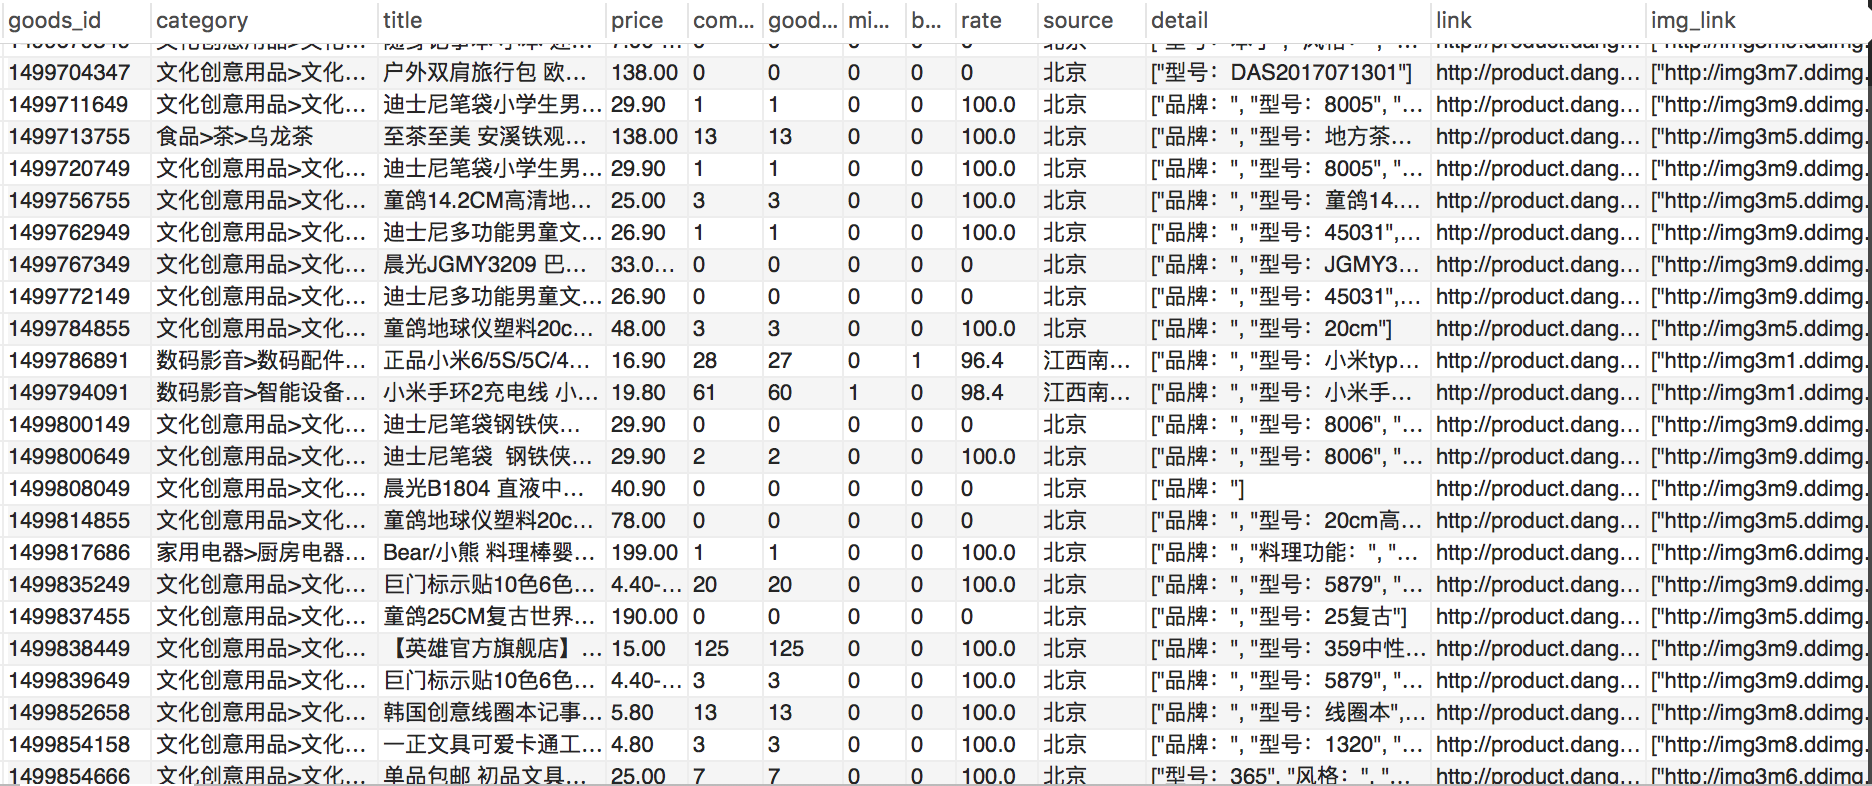 goods_id category title price com... good... mi... b... rate source detail link img_link
1499704347 文化创意用品>文化... 户外双肩旅行包 欧... 138.00 0 0 0 0 0 北京 ["型号：DAS2017071301"] http://product.dang... ["http://img3m7.ddimg.
1499711649 文化创意用品>文化... 迪士尼笔袋小学生男... 29.90 1 1 0 0 100.0 北京 ["品牌：", "型号：8005", "... http://product.dang... ["http://img3m9.ddimg.
1499713755 食品>茶>乌龙茶 至茶至美 安溪铁观... 138.00 13 13 0 0 100.0 北京 ["品牌：", "型号：地方茶... http://product.dang... ["http://img3m5.ddimg.
1499720749 文化创意用品>文化... 迪士尼笔袋小学生男... 29.90 1 1 0 0 100.0 北京 ["品牌：", "型号：8005", "... http://product.dang... ["http://img3m9.ddimg.
1499756755 文化创意用品>文化... 童鸽14.2CM高清地... 25.00 3 3 0 0 100.0 北京 ["品牌：", "型号：童鸽14.... http://product.dang... ["http://img3m5.ddimg.
1499762949 文化创意用品>文化... 迪士尼多功能男童文... 26.90 1 1 0 0 100.0 北京 ["品牌：", "型号：45031",... http://product.dang... ["http://img3m9.ddimg.
1499767349 文化创意用品>文化... 晨光JGMY3209 巴... 33.0... 0 0 0 0 0 北京 ["品牌：", "型号：JGMY3... http://product.dang... ["http://img3m9.ddimg.
1499772149 文化创意用品>文化... 迪士尼多功能男童文... 26.90 0 0 0 0 0 北京 ["品牌：", "型号：45031",... http://product.dang... ["http://img3m9.ddimg.
1499784855 文化创意用品>文化... 童鸽地球仪塑料20c... 48.00 3 3 0 0 100.0 北京 ["品牌：", "型号：20cm"] http://product.dang... ["http://img3m5.ddimg.
1499786891 数码影音>数码配件... 正品小米6/5S/5C/4... 16.90 28 27 0 1 96.4 江西南... ["品牌：", "型号：小米typ... http://product.dang... ["http://img3m1.ddimg.
1499794091 数码影音>智能设备... 小米手环2充电线 小... 19.80 61 60 1 0 98.4 江西南... ["品牌：", "型号：小米手... http://product.dang... ["http://img3m1.ddimg.
1499800149 文化创意用品>文化... 迪士尼笔袋钢铁侠... 29.90 0 0 0 0 0 北京 ["品牌：", "型号：8006", "... http://product.dang... ["http://img3m9.ddimg.
1499800649 文化创意用品>文化... 迪士尼笔袋 钢铁侠... 29.90 2 2 0 0 100.0 北京 ["品牌：", "型号：8006", "... http://product.dang... ["http://img3m9.ddimg.
1499808049 文化创意用品>文化... 晨光B1804 直液中... 40.90 0 0 0 0 0 北京 ["品牌："] http://product.dang... ["http://img3m9.ddimg.
1499814855 文化创意用品>文化... 童鸽地球仪塑料20c... 78.00 0 0 0 0 0 北京 ["品牌：", "型号：20cm高... http://product.dang... ["http://img3m5.ddimg.
1499817686 家用电器>厨房电器... Bear/小熊 料理棒婴... 199.00 1 1 0 0 100.0 北京 ["品牌：", "料理功能：", "... http://product.dang... ["http://img3m6.ddimg.
1499835249 文化创意用品>文化... 巨门标示贴10色6色... 4.40-... 20 20 0 0 100.0 北京 ["品牌：", "型号：5879", "... http://product.dang... ["http://img3m9.ddimg.
1499837455 文化创意用品>文化... 童鸽25CM复古世界... 190.00 0 0 0 0 0 北京 ["品牌：", "型号：25复古"] http://product.dang... ["http://img3m5.ddimg.
1499838449 文化创意用品>文化... 【英雄官方旗舰店】... 15.00 125 125 0 0 100.0 北京 ["品牌：", "型号：359中性... http://product.dang... ["http://img3m9.ddimg.
1499839649 文化创意用品>文化... 巨门标示贴10色6色... 4.40-... 3 3 0 0 100.0 北京 ["品牌：", "型号：5879", "... http://product.dang... ["http://img3m9.ddimg.
1499852658 文化创意用品>文化... 韩国创意线圈本记事... 5.80 13 13 0 0 100.0 北京 ["品牌：", "型号：线圈本",... http://product.dang... ["http://img3m8.ddimg.
1499854158 文化创意用品>文化... 一正文具可爱卡通工... 4.80 3 3 0 0 100.0 北京 ["品牌：", "型号：1320", "... http://product.dang... ["http://img3m8.ddimg.
1499854666 文化创意用品>文化... 单品包邮 初品文具... 25.00 7 7 0 0 100.0 北京 ["型号：365", "风格：", "... http://product.dang... ["http://img3m6.ddimg.